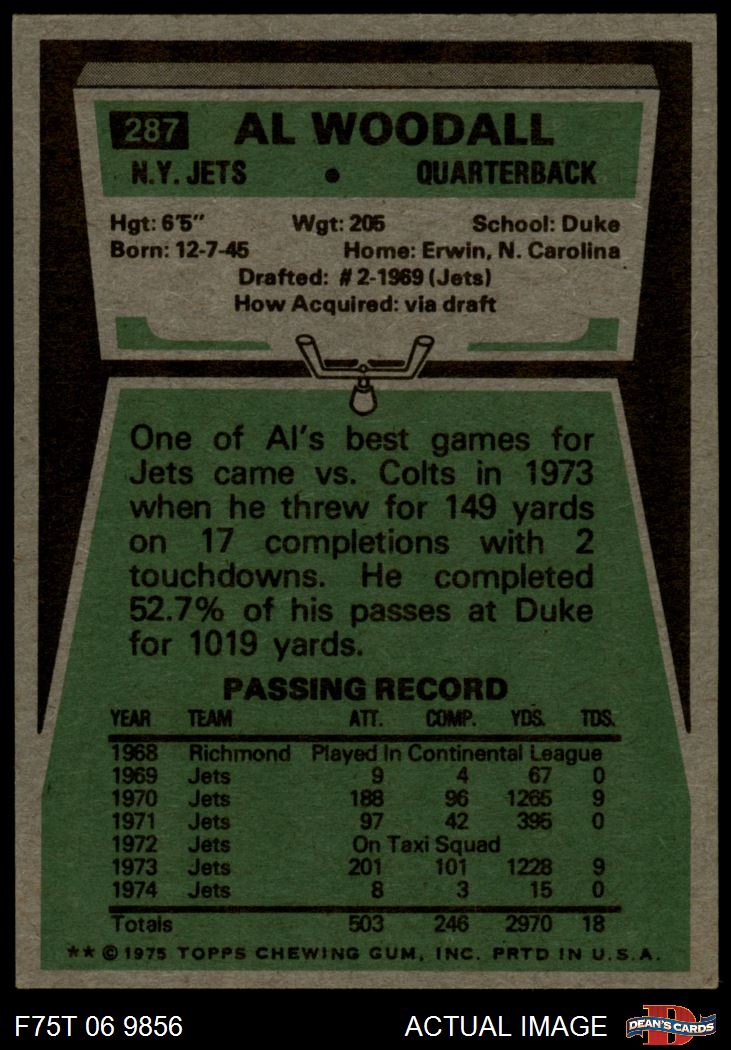 287 AL WOODALL
N.Y. JETS • QUARTERBACK
Hgt: 6'5" Wgt: 205 School: Duke
Born: 12-7-45 Home: Erwin, N. Carolina
Drafted: #2-1969 (Jets)
How Acquired: via draft
One of Al's best games for
Jets came vs. Colts in 1973
when he threw for 149 yards
on 17 completions with 2
touchdowns. He completed
52.7% of his passes at Duke
for 1019 yards.
PASSING RECORD
YEAR TEAM ATT. COMP. YDS. TDS.
1968 Richmond Played In Continental League
1969 Jets 9 4 67 0
1970 Jets 188 96 1265 9
1971 Jets 97 42 395 0
1972 Jets On Taxi Squad
1973 Jets 201 101 1228 9
1974 Jets 8 3 15 0
Totals 503 246 2970 18
** © 1975 TOPPS CHEWING GUM, INC. PRTD IN U.S.A.
F75T 06 9856 ACTUAL IMAGE D DEAN'S CARDS